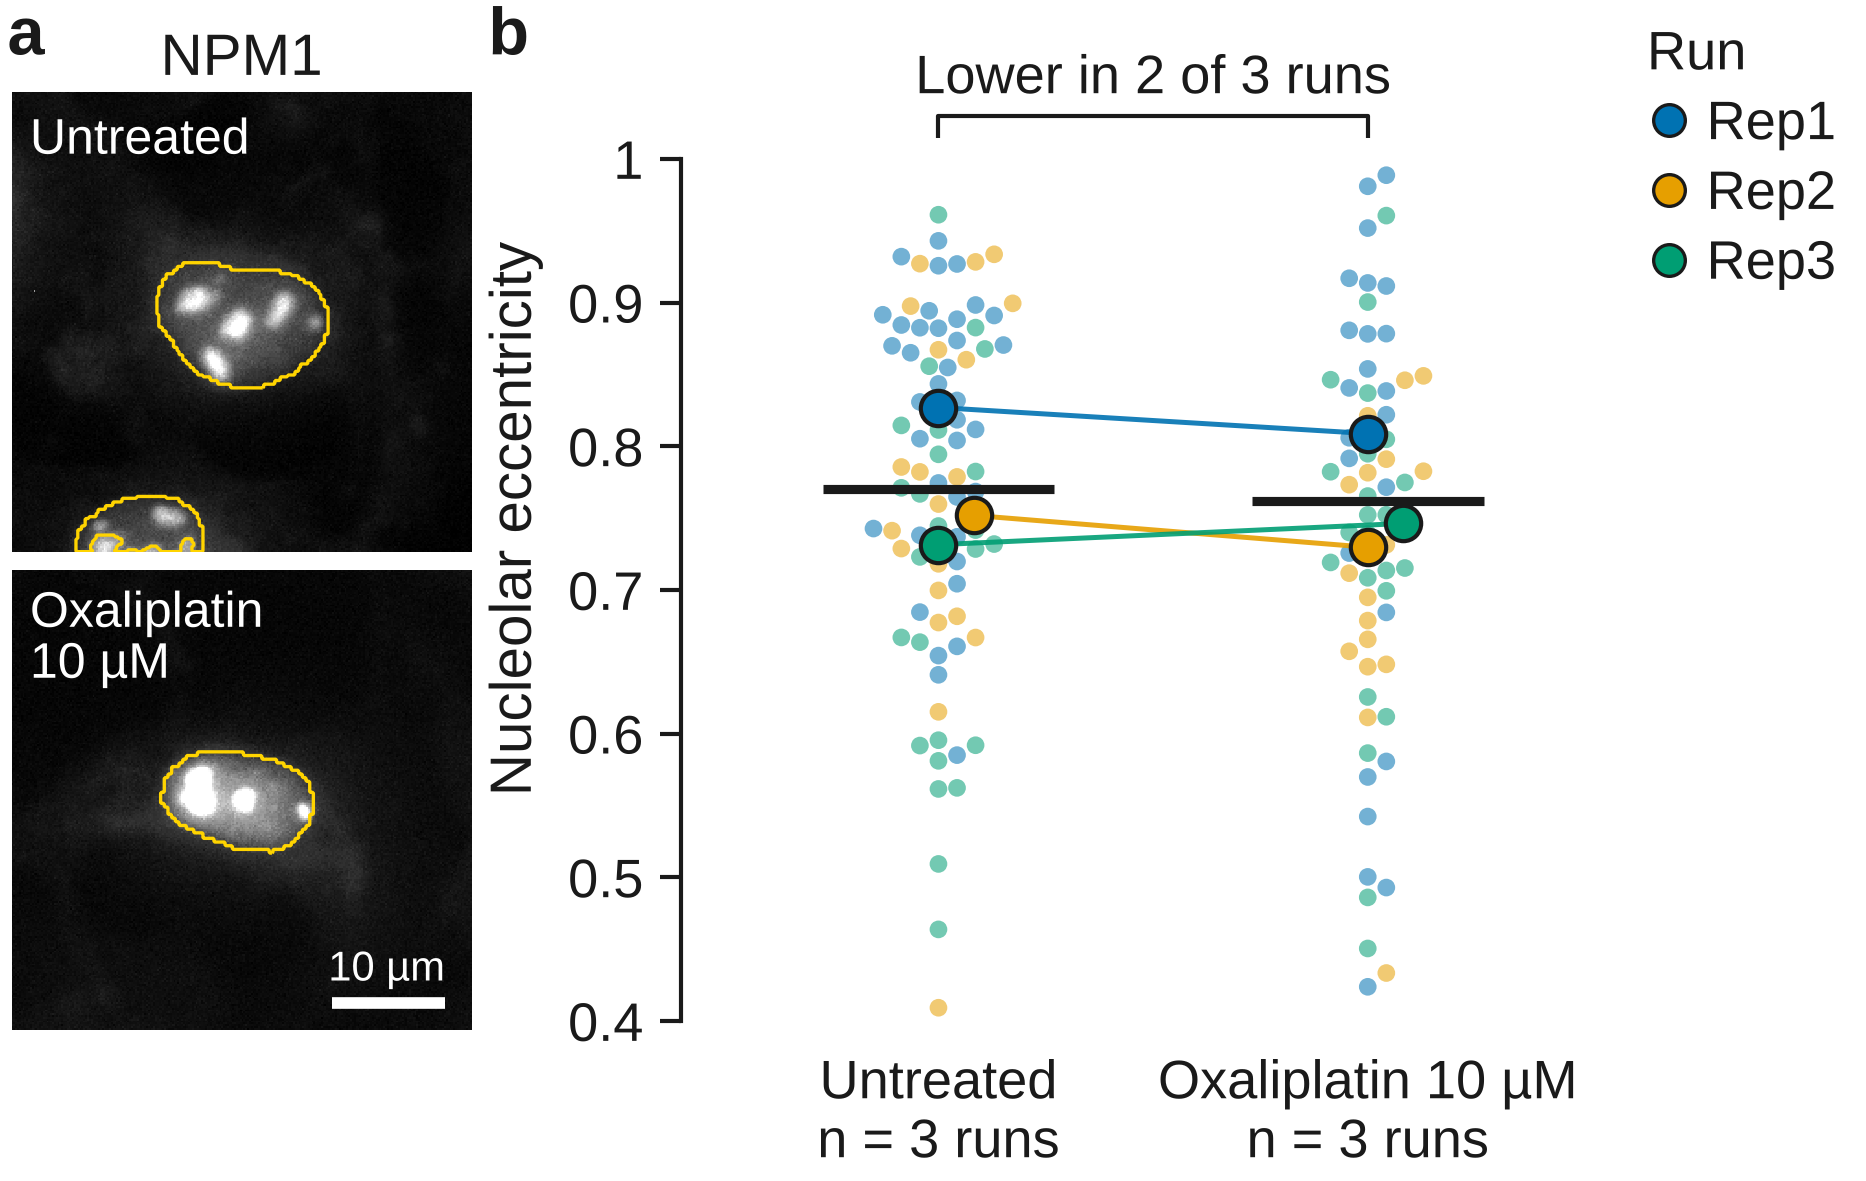 a
NPM1
Untreated
Oxaliplatin
10 µM
10 µm
b
Lower in 2 of 3 runs
Nucleolar eccentricity
1
0.9
0.8
0.7
0.6
0.5
0.4
Untreated
n = 3 runs
Oxaliplatin 10 µM
n = 3 runs
Run
Rep1
Rep2
Rep3